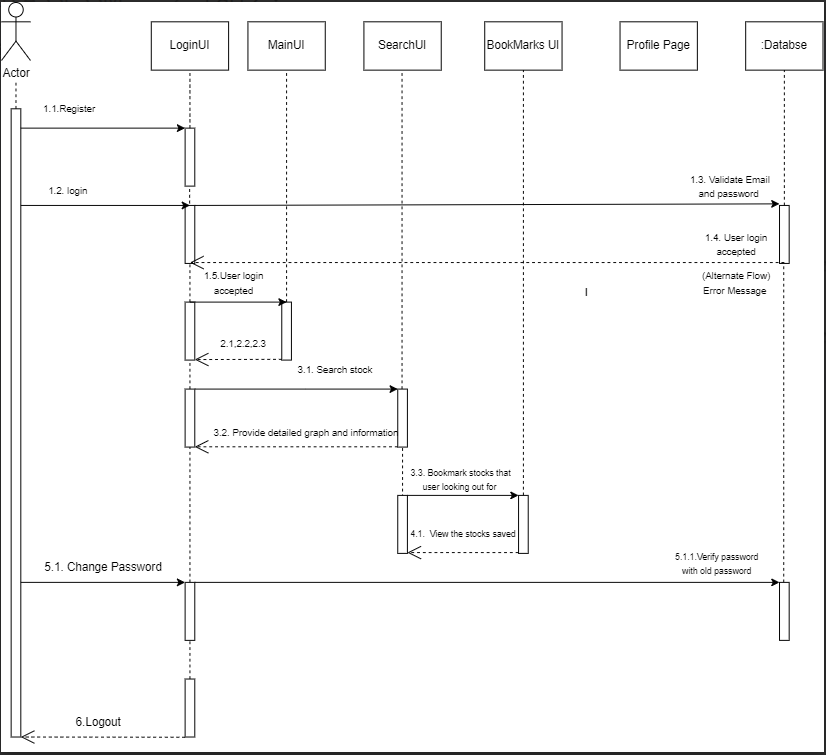 LoginUI
MainUI
SearchUI
BookMarks UI
Profile Page
:Databse
Actor
1.1.Register
1.2. login
1.3. Validate Email
and password
1.4. User login
accepted
1.5.User login
accepted
(Alternate Flow)
Error Message
2.1,2.2,2.3
3.1. Search stock
3.2. Provide detailed graph and information
3.3. Bookmark stocks that
user looking out for
4.1. View the stocks saved
5.1. Change Password
5.1.1.Verify password
with old password
6.Logout